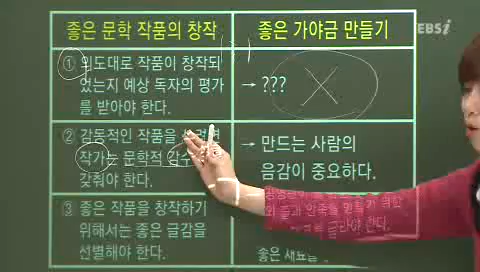 EBSi
좋은 문학 작품의 창작
좋은 가야금 만들기
① 의도대로 작품이 창작되
었는지 예상 독자의 평가
를 받아야 한다.
→ ???
② 감동적인 작품을
작가는 문학적 감수
갖춰야 한다.
→ 만드는 사람의
음감이 중요하다.
③ 좋은 작품을 창작하기
위해서는 좋은 글감을
선별해야 한다.
골라야 한다.
좋은 재료를